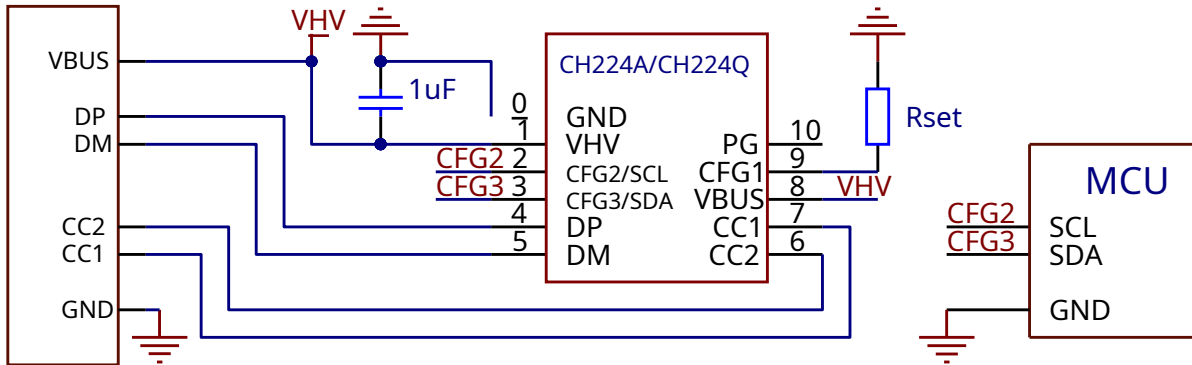 VHV
VBUS
DP
DM
CC2
CC1
GND
1uF
CH224A/CH224Q
0
GND
1
VHV
CFG2
2
CFG2/SCL
CFG3
3
CFG3/SDA
4
DP
5
DM
PG
10
CFG1
9
VBUS
8
VHV
CC1
7
CC2
6
Rset
MCU
CFG2
SCL
CFG3
SDA
GND